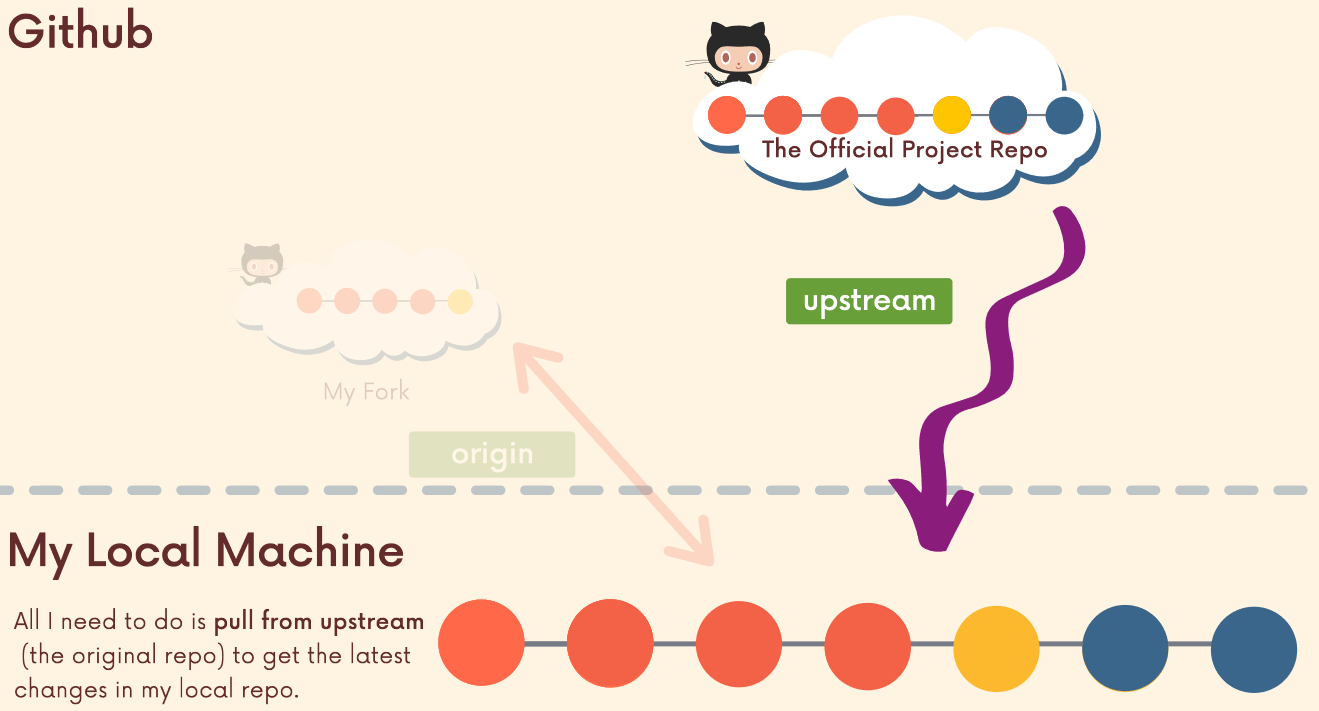 Github
The Official Project Repo
upstream
My Fork
origin
My Local Machine
All I need to do is pull from upstream
(the original repo) to get the latest
changes in my local repo.